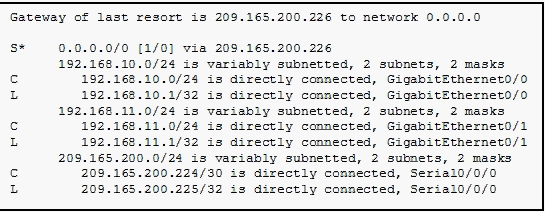 Gateway of last resort is 209.165.200.226 to network 0.0.0.0
S* 0.0.0.0/0 [1/0] via 209.165.200.226
192.168.10.0/24 is variably subnetted, 2 subnets, 2 masks
C 192.168.10.0/24 is directly connected, GigabitEthernet0/0
L 192.168.10.1/32 is directly connected, GigabitEthernet0/0
192.168.11.0/24 is variably subnetted, 2 subnets, 2 masks
C 192.168.11.0/24 is directly connected, GigabitEthernet0/1
L 192.168.11.1/32 is directly connected, GigabitEthernet0/1
209.165.200.0/24 is variably subnetted, 2 subnets, 2 masks
C 209.165.200.224/30 is directly connected, Serial0/0/0
L 209.165.200.225/32 is directly connected, Serial0/0/0